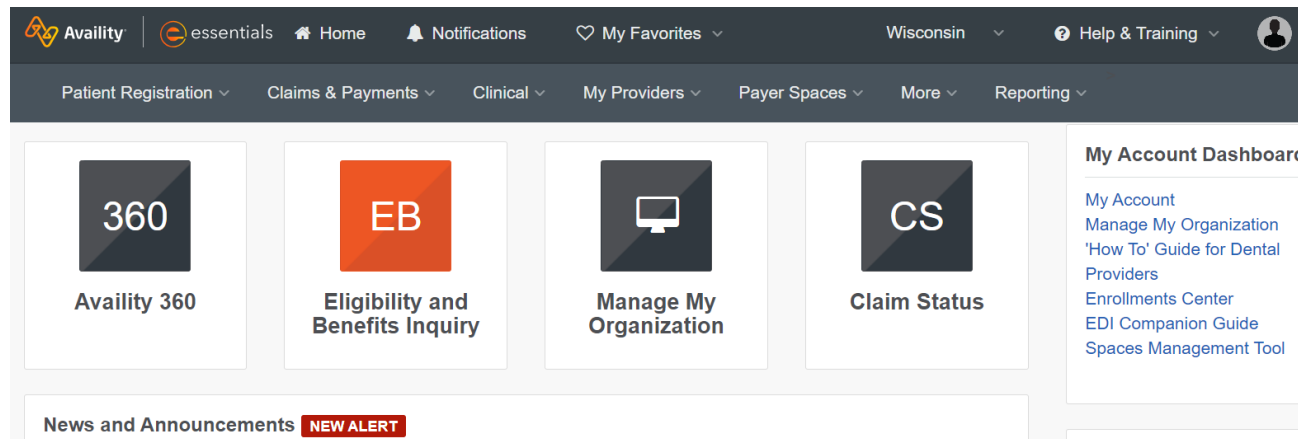 Availity essentials Home Notifications My Favorites Wisconsin Help & Training
Patient Registration Claims & Payments Clinical My Providers Payer Spaces More Reporting
360
Availity 360
EB
Eligibility and
Benefits Inquiry
Manage My
Organization
CS
Claim Status
My Account Dashboard
My Account
Manage My Organization
'How To' Guide for Dental
Providers
Enrollments Center
EDI Companion Guide
Spaces Management Tool
News and Announcements NEW ALERT